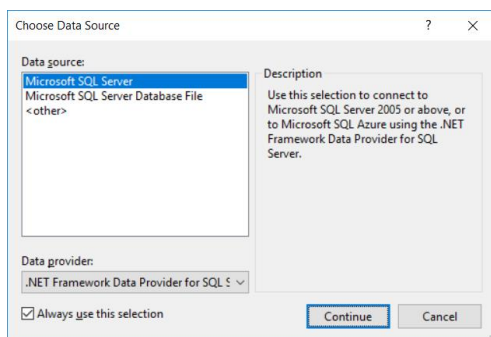 Choose Data Source
Data source:
Microsoft SQL Server
Microsoft SQL Server Database File
<other>
Description
Use this selection to connect to
Microsoft SQL Server 2005 or above, or
to Microsoft SQL Azure using the .NET
Framework Data Provider for SQL
Server.
Data provider:
.NET Framework Data Provider for SQL S
Always use this selection
Continue
Cancel